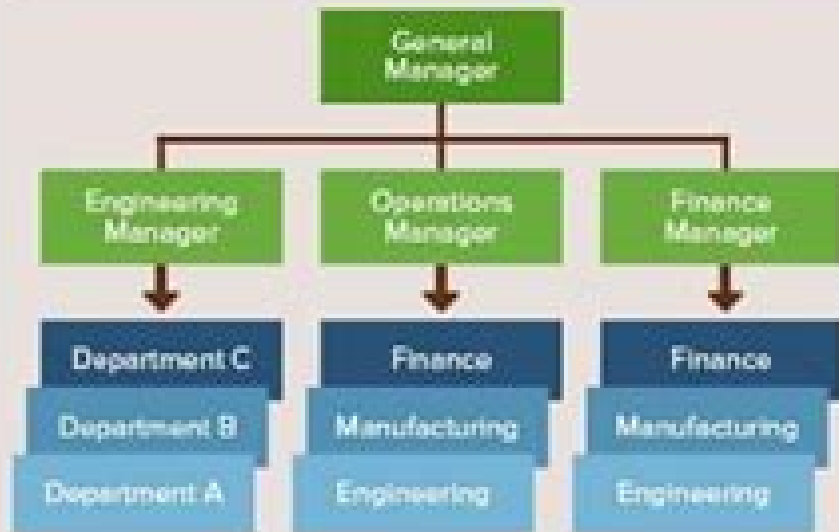 General
Manager
Engineering
Manager
Operations
Manager
Finance
Manager
Department C
Finance
Finance
Department B
Manufacturing
Manufacturing
Department A
Engineering
Engineering